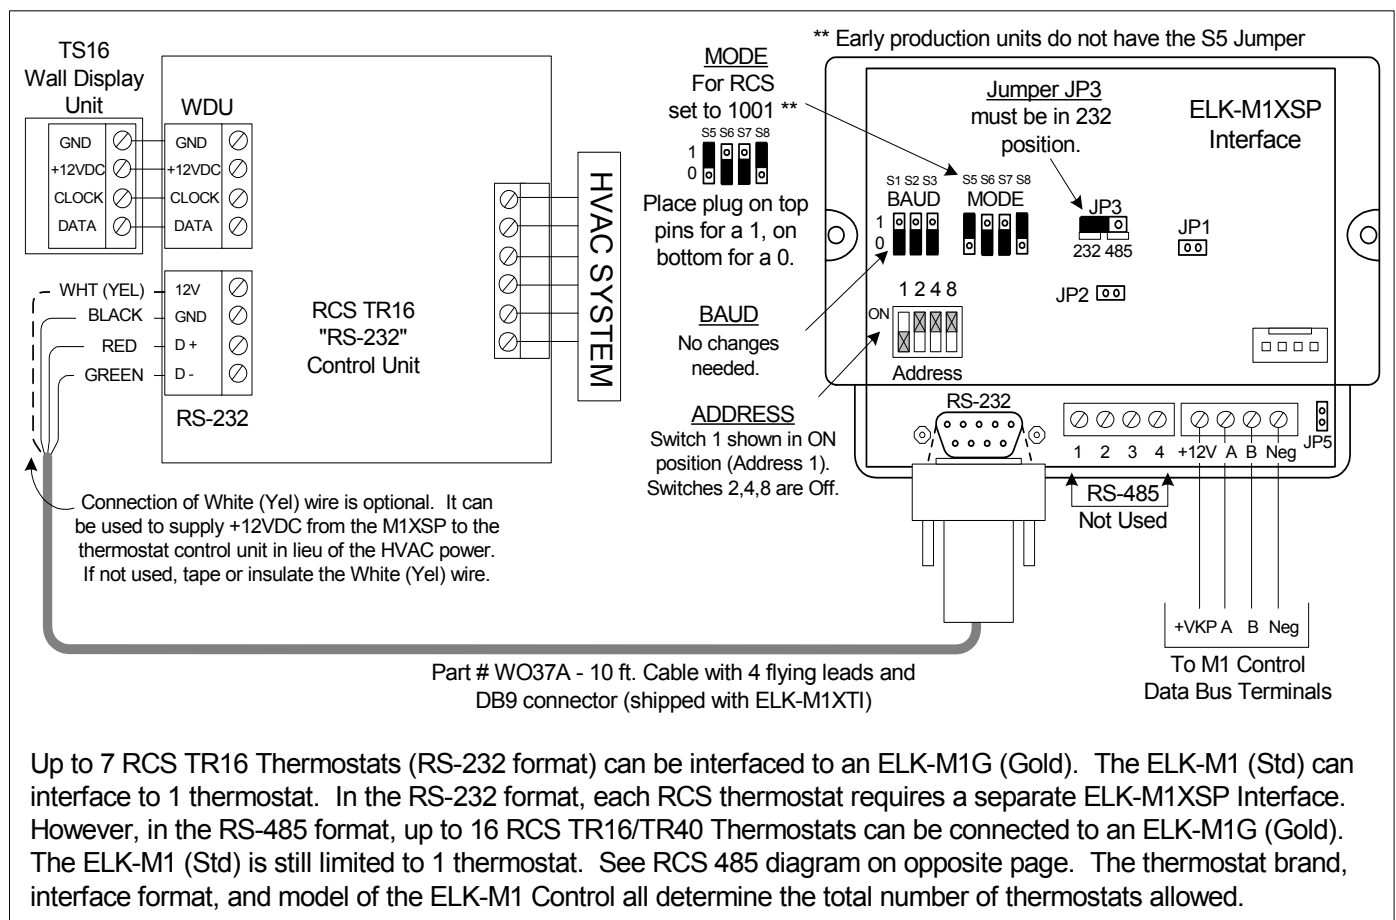 ** Early production units do not have the S5 Jumper
TS16
Wall Display
Unit
GND
+12VDC
CLOCK
DATA
WDU
GND
+12VDC
CLOCK
DATA
WHT (YEL)
BLACK
RED
GREEN
12V
GND
D +
D -
RS-232
RCS TR16
"RS-232"
Control Unit
HVAC SYSTEM
MODE
For RCS
set to 1001 **
S5 S6 S7 S8
1
0
Place plug on top
pins for a 1, on
bottom for a 0.
BAUD
No changes
needed.
ADDRESS
Switch 1 shown in ON
position (Address 1).
Switches 2,4,8 are Off.
Jumper JP3
must be in 232
position.
ELK-M1XSP
Interface
S1 S2 S3
BAUD
1
0
S5 S6 S7 S8
MODE
JP3
232 485
JP1
JP2
1 2 4 8
ON
Address
RS-232
1 2 3 4
+12V A B Neg
JP5
RS-485
Not Used
+VKP A B Neg
To M1 Control
Data Bus Terminals
Connection of White (Yel) wire is optional. It can
be used to supply +12VDC from the M1XSP to the
thermostat control unit in lieu of the HVAC power.
If not used, tape or insulate the White (Yel) wire.
Part # WO37A - 10 ft. Cable with 4 flying leads and
DB9 connector (shipped with ELK-M1XTI)
Up to 7 RCS TR16 Thermostats (RS-232 format) can be interfaced to an ELK-M1G (Gold). The ELK-M1 (Std) can
interface to 1 thermostat. In the RS-232 format, each RCS thermostat requires a separate ELK-M1XSP Interface.
However, in the RS-485 format, up to 16 RCS TR16/TR40 Thermostats can be connected to an ELK-M1G (Gold).
The ELK-M1 (Std) is still limited to 1 thermostat. See RCS 485 diagram on opposite page. The thermostat brand,
interface format, and model of the ELK-M1 Control all determine the total number of thermostats allowed.